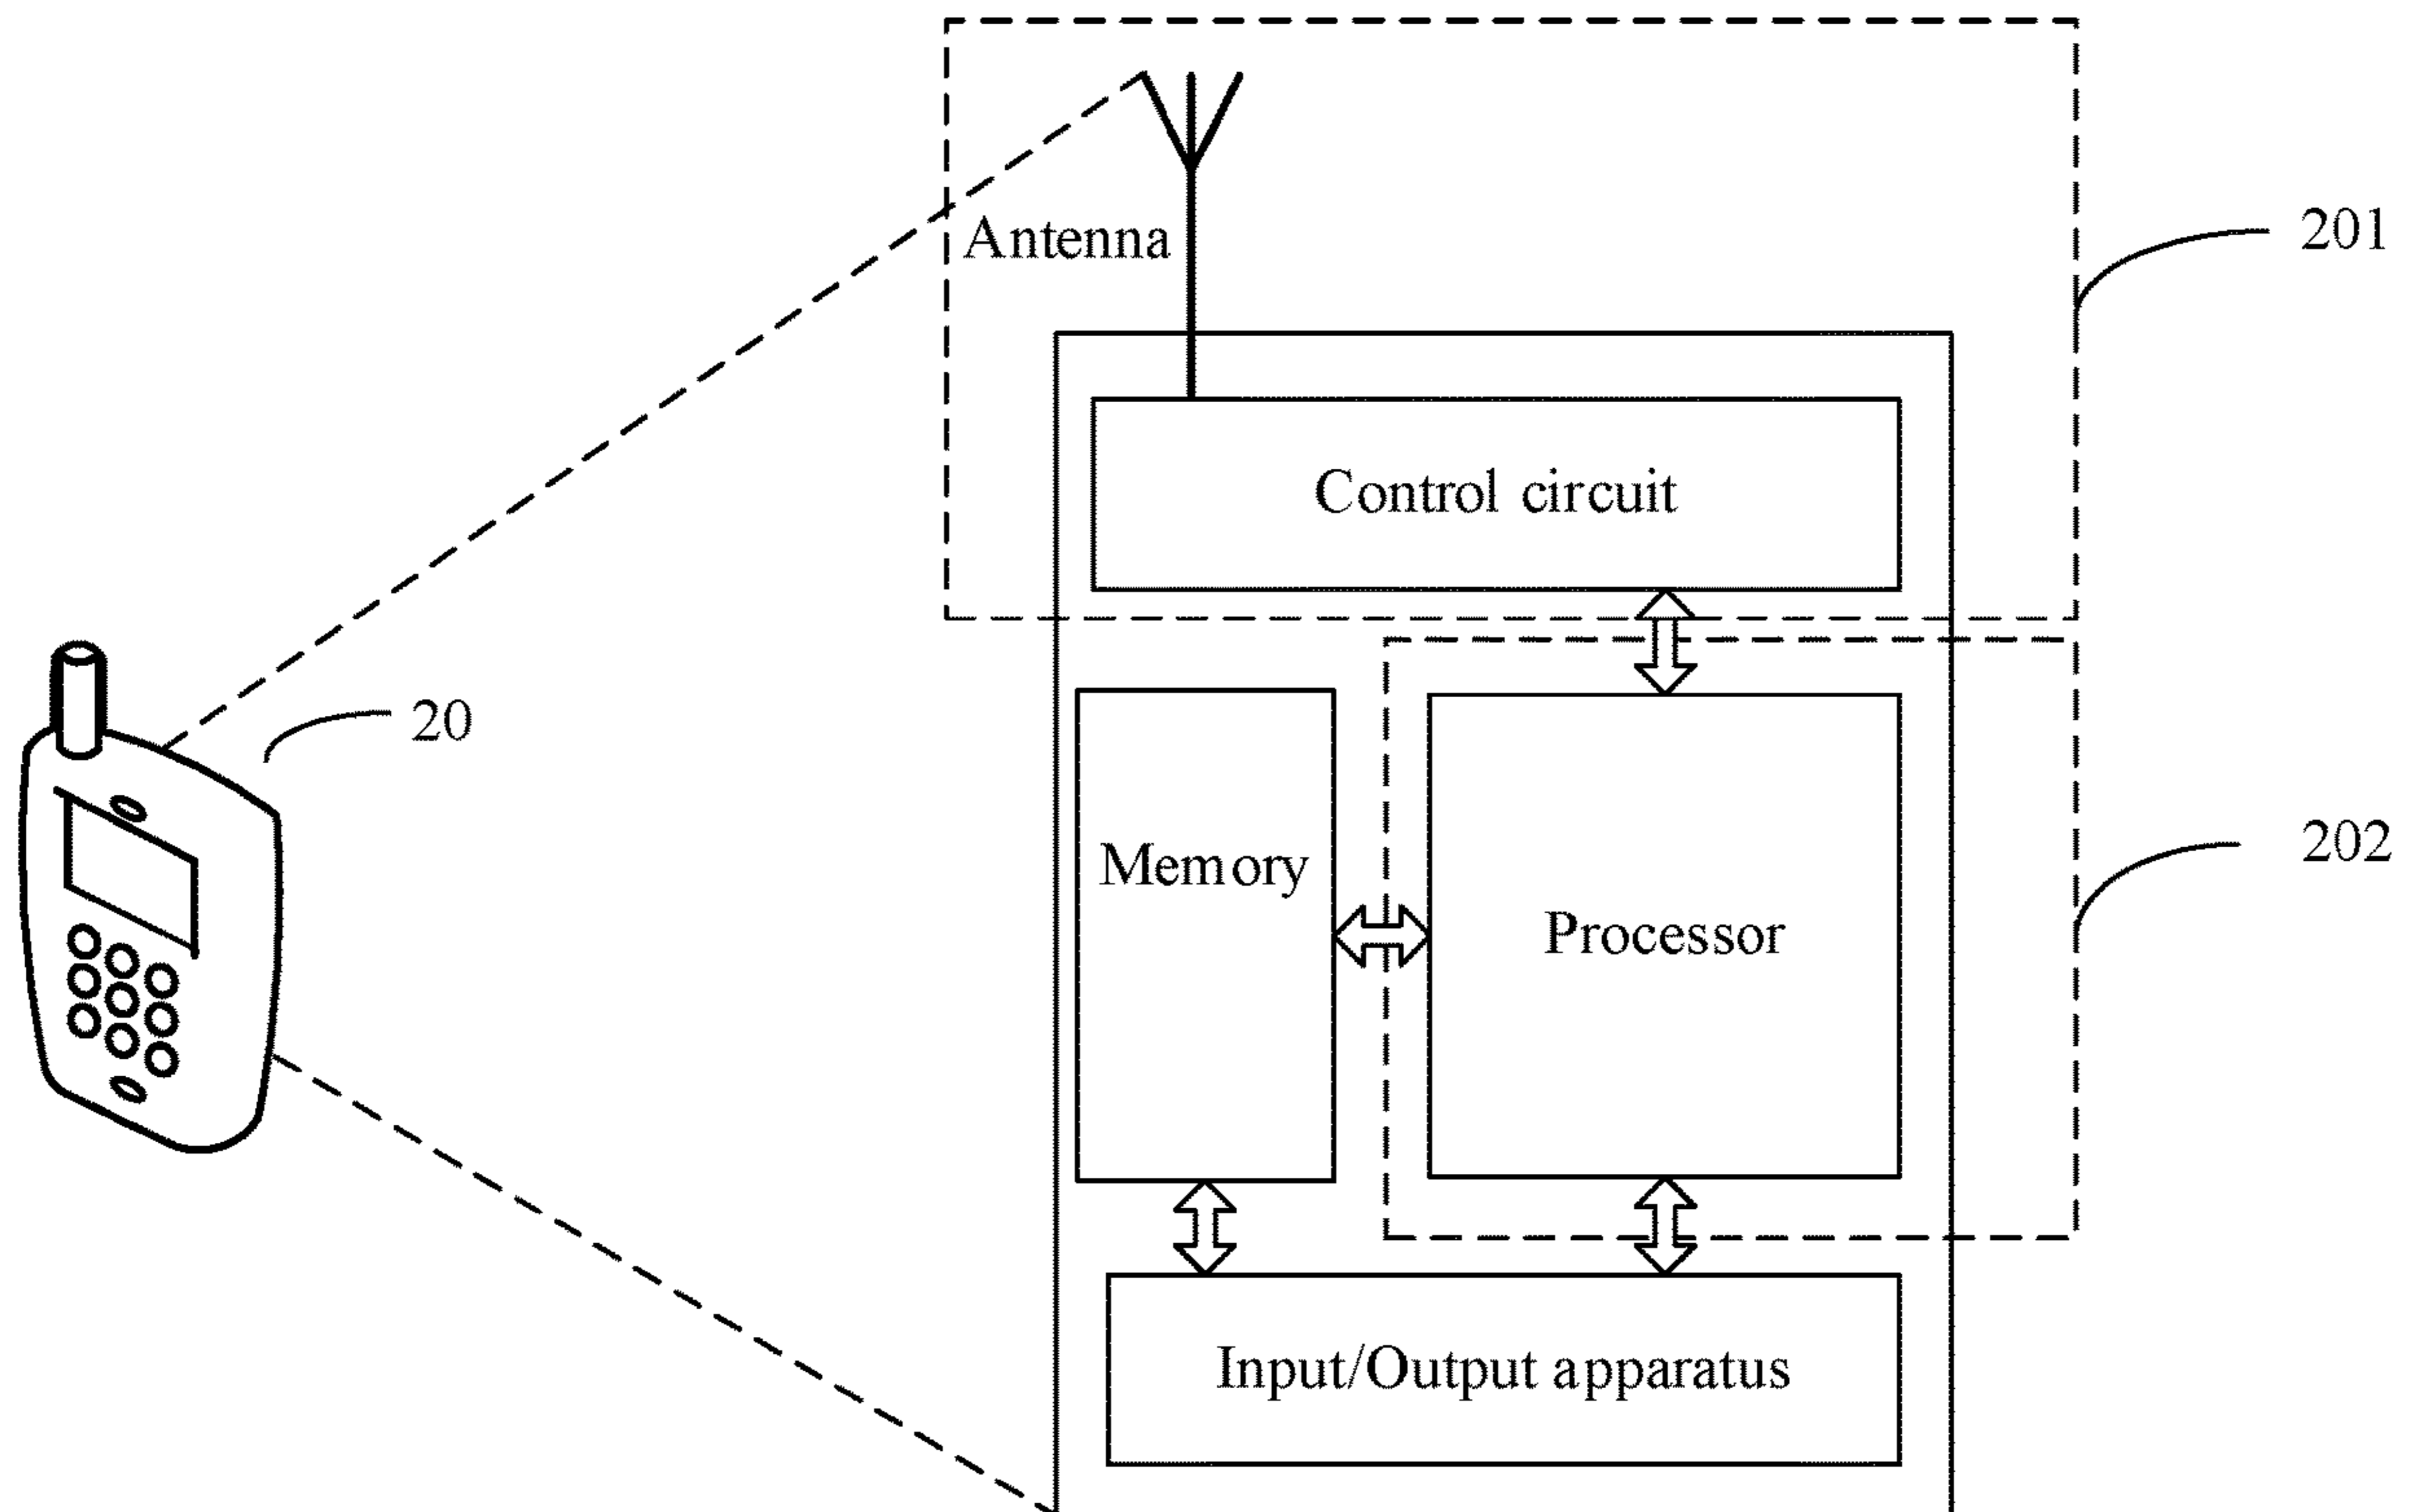 Antenna
201
Control circuit
20
Memory
Processor
202
Input/Output apparatus